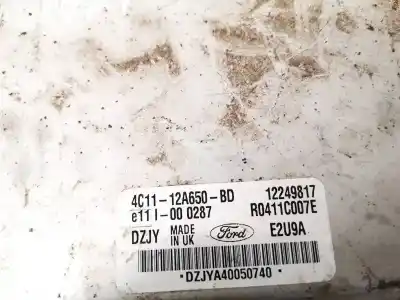 4C11-12A650-BD 12249817
e11 I-00 0287 R0411C007E
DZJY MADE IN UK Ford E2U9A
*DZJYA40050740*